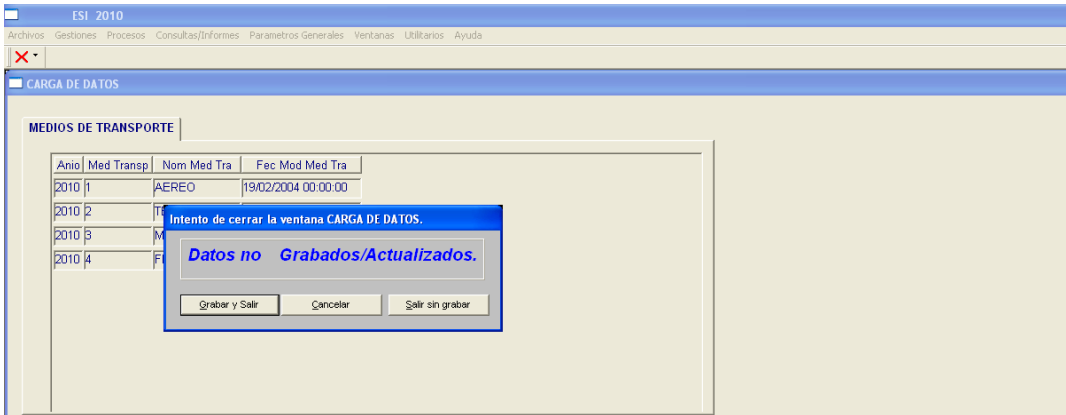 ESI 2010
Archivos Gestiones Procesos Consultas/Informes Parametros Generales Ventanas Utilitarios Ayuda
CARGA DE DATOS
MEDIOS DE TRANSPORTE
Anio Med Transp Nom Med Tra Fec Mod Med Tra
2010 1 AEREO 19/02/2004 00:00:00
2010 2
2010 3
2010 4
Intento de cerrar la ventana CARGA DE DATOS.
Datos no Grabados/Actualizados.
Grabar y Salir Cancelar Salir sin grabar